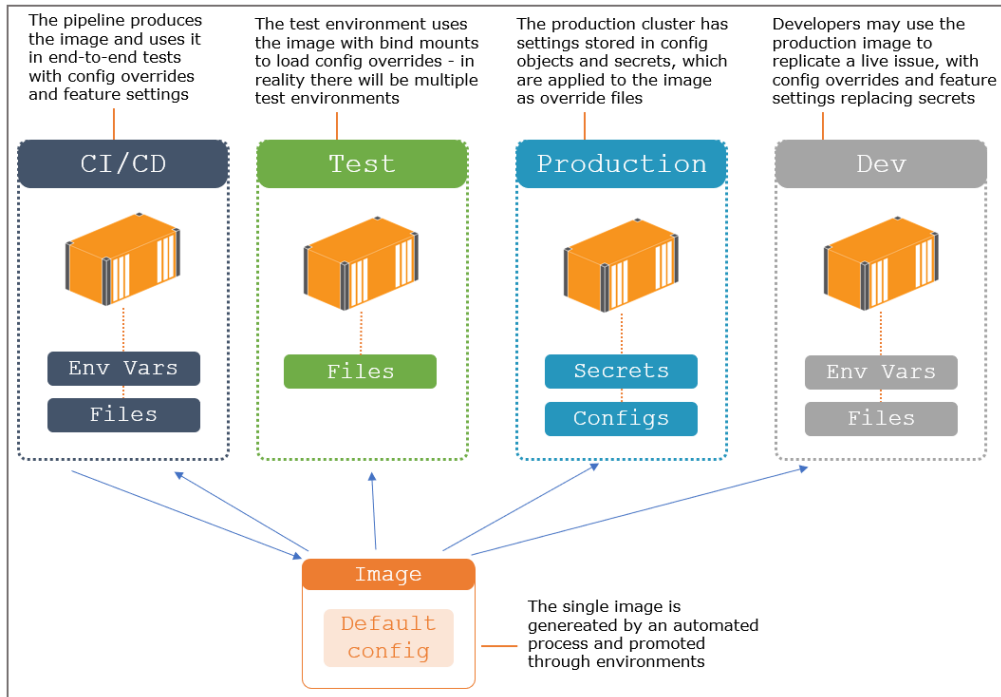 The pipeline produces
the image and uses it
in end-to-end tests
with config overrides
and feature settings
The test environment uses
the image with bind mounts
to load config overrides - in
reality there will be multiple
test environments
The production cluster has
settings stored in config
objects and secrets, which
are applied to the image
as override files
Developers may use the
production image to
replicate a live issue, with
config overrides and feature
settings replacing secrets
CI/CD
Test
Production
Dev
Env Vars
Files
Files
Secrets
Configs
Env Vars
Files
Image
Default
config
The single image is
genereated by an automated
process and promoted
through environments